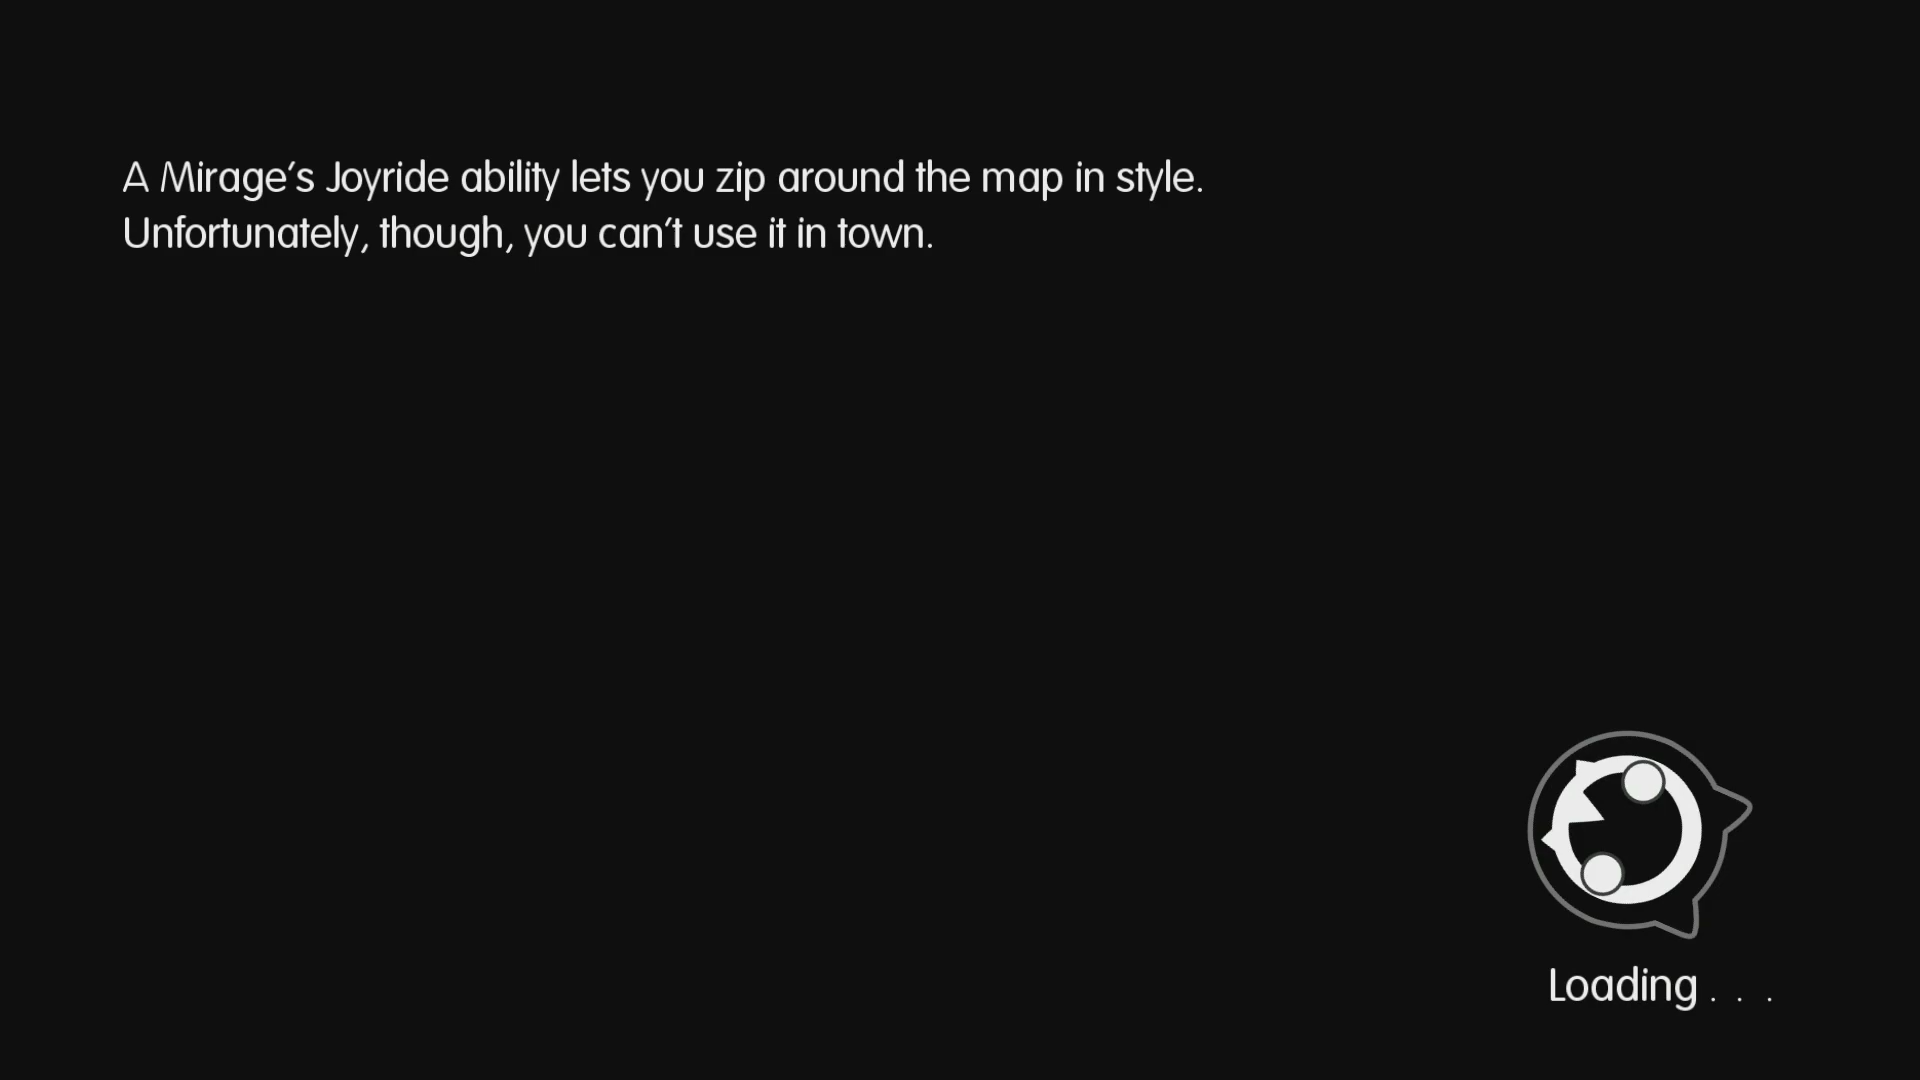 A Mirage's Joyride ability lets you zip around the map in style.
Unfortunately, though, you can't use it in town.
Loading . . .